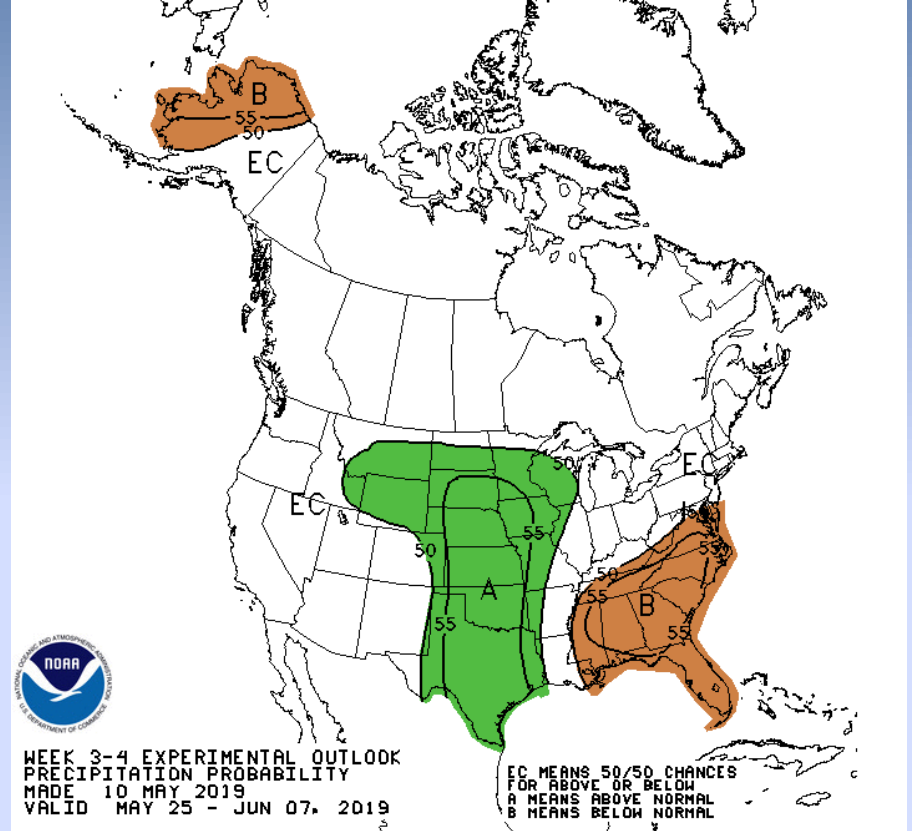 B
55
50
EC
50
EC
EC
50
55
50
55
50
55
A
B
55
55
NATIONAL OCEANIC AND ATMOSPHERIC ADMINISTRATION
NOAA
U.S. DEPARTMENT OF COMMERCE
WEEK 3-4 EXPERIMENTAL OUTLOOK
PRECIPITATION PROBABILITY
MADE 10 MAY 2019
VALID MAY 25 - JUN 07, 2019
EC MEANS 50/50 CHANCES
FOR ABOVE OR BELOW
A MEANS ABOVE NORMAL
B MEANS BELOW NORMAL